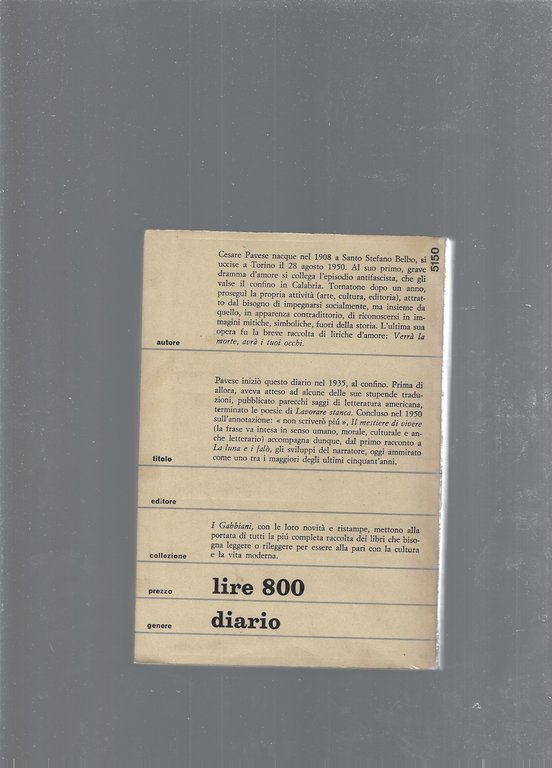 5150
Cesare Pavese nacque nel 1908 a Santo Stefano Belbo, si
uccise a Torino il 28 agosto 1950. Al suo primo, grave
dramma d'amore si collega l'episodio antifascista, che gli
valse il confino in Calabria. Tornatone dopo un anno,
proseguì la propria attività (arte, cultura, editoria), attrat-
to dal bisogno di impegnarsi socialmente, ma insieme da
quello, in apparenza contradditorio, di riconoscersi in im-
magini mitiche, simboliche, fuori della storia. L'ultima sua
opera fu la breve raccolta di liriche d'amore: Verrà la
morte, avrà i tuoi occhi.
autore
Pavese iniziò questo diario nel 1935, al confino. Prima di
allora, aveva atteso ad alcune delle sue stupende tradu-
zioni, pubblicato parecchi saggi di letteratura americana,
terminato le poesie di Lavorare stanca. Concluso nel 1950
sull'annotazione: « non scriverò piú », Il mestiere di vivere
(la frase va intesa in senso umano, morale, culturale e an-
che letterario) accompagna dunque, dal primo racconto a
La luna e i falò, gli sviluppi del narratore, oggi ammirato
come uno tra i maggiori degli ultimi cinquant'anni.
titolo
editore
I Gabbiani, con le loro novità e ristampe, mettono alla
portata di tutti la piú completa raccolta dei libri che biso-
gna leggere o rileggere per essere alla pari con la cultura
e la vita moderna.
collezione
prezzo lire 800
genere diario